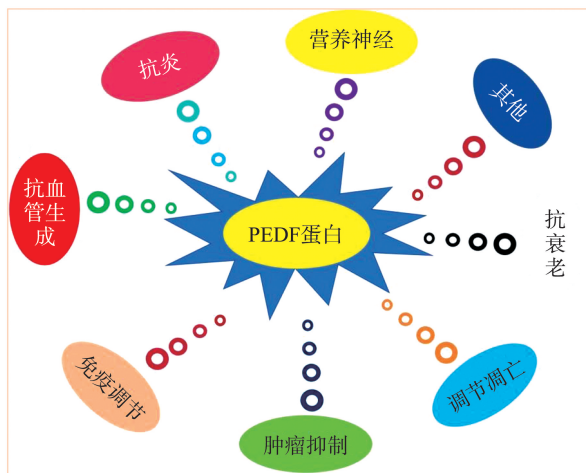 营养神经
抗炎
其他
抗血
管生
成
PEDF蛋白
抗
衰
老
免疫调节
调节凋亡
肿瘤抑制